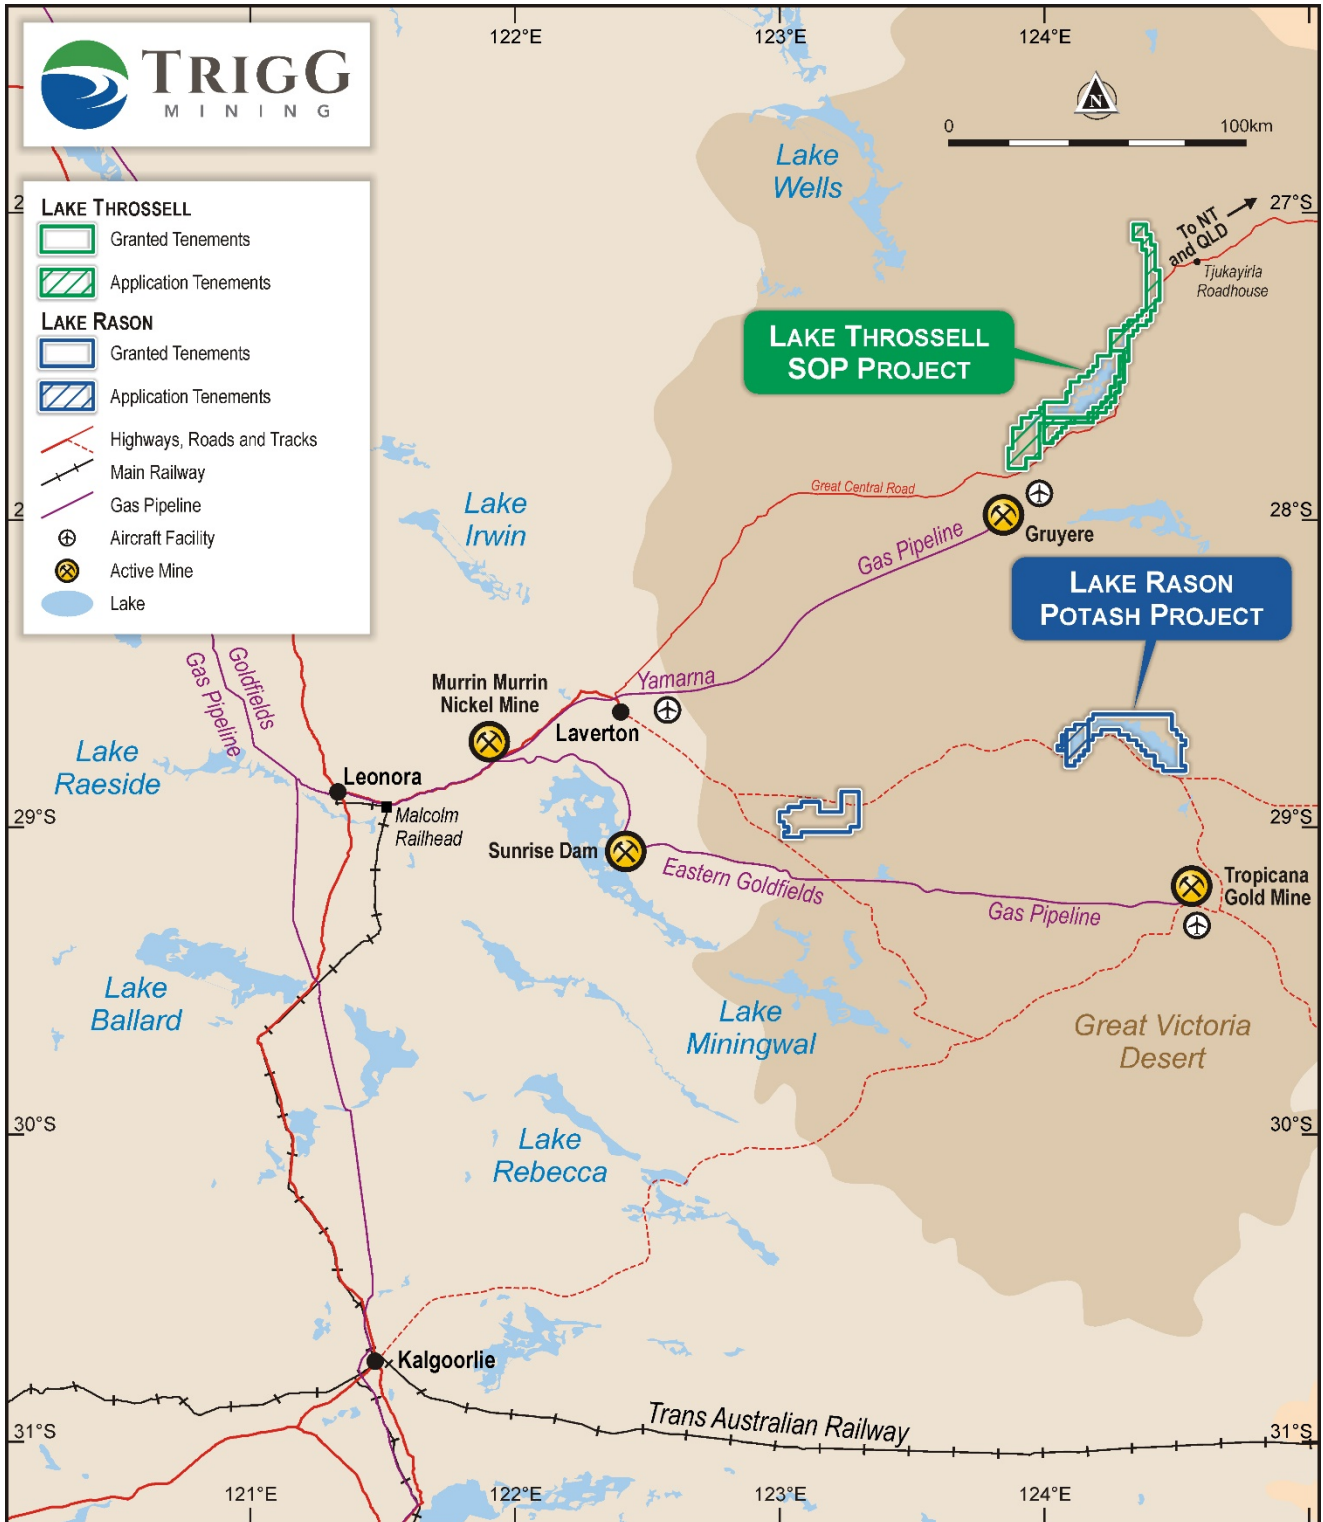 TRIGG
MINING
122°E
123°E
124°E
N
0
100km
LAKE THROSSELL
Granted Tenements
Application Tenements
LAKE RASON
Granted Tenements
Application Tenements
Highways, Roads and Tracks
Main Railway
Gas Pipeline
Aircraft Facility
Active Mine
Lake
Lake
Wells
2
27°S
To NT
and QLD
Tjukayirla
Roadhouse
LAKE THROSSELL
SOP PROJECT
Great Central Road
Lake
Irwin
2
28°S
Gas Pipeline
Gruyere
LAKE RASON
POTASH PROJECT
Goldfields
Gas Pipeline
Murrin Murrin
Nickel Mine
Yamarna
Laverton
Lake
Raeside
Leonora
Malcolm
Railhead
29°S
29°S
Sunrise Dam
Eastern Goldfields
Gas Pipeline
Tropicana
Gold Mine
Lake
Ballard
Lake
Miningwal
Great Victoria
Desert
30°S
30°S
Lake
Rebecca
Kalgoorlie
Trans Australian Railway
31°S
31°S
121°E
122°E
123°E
124°E